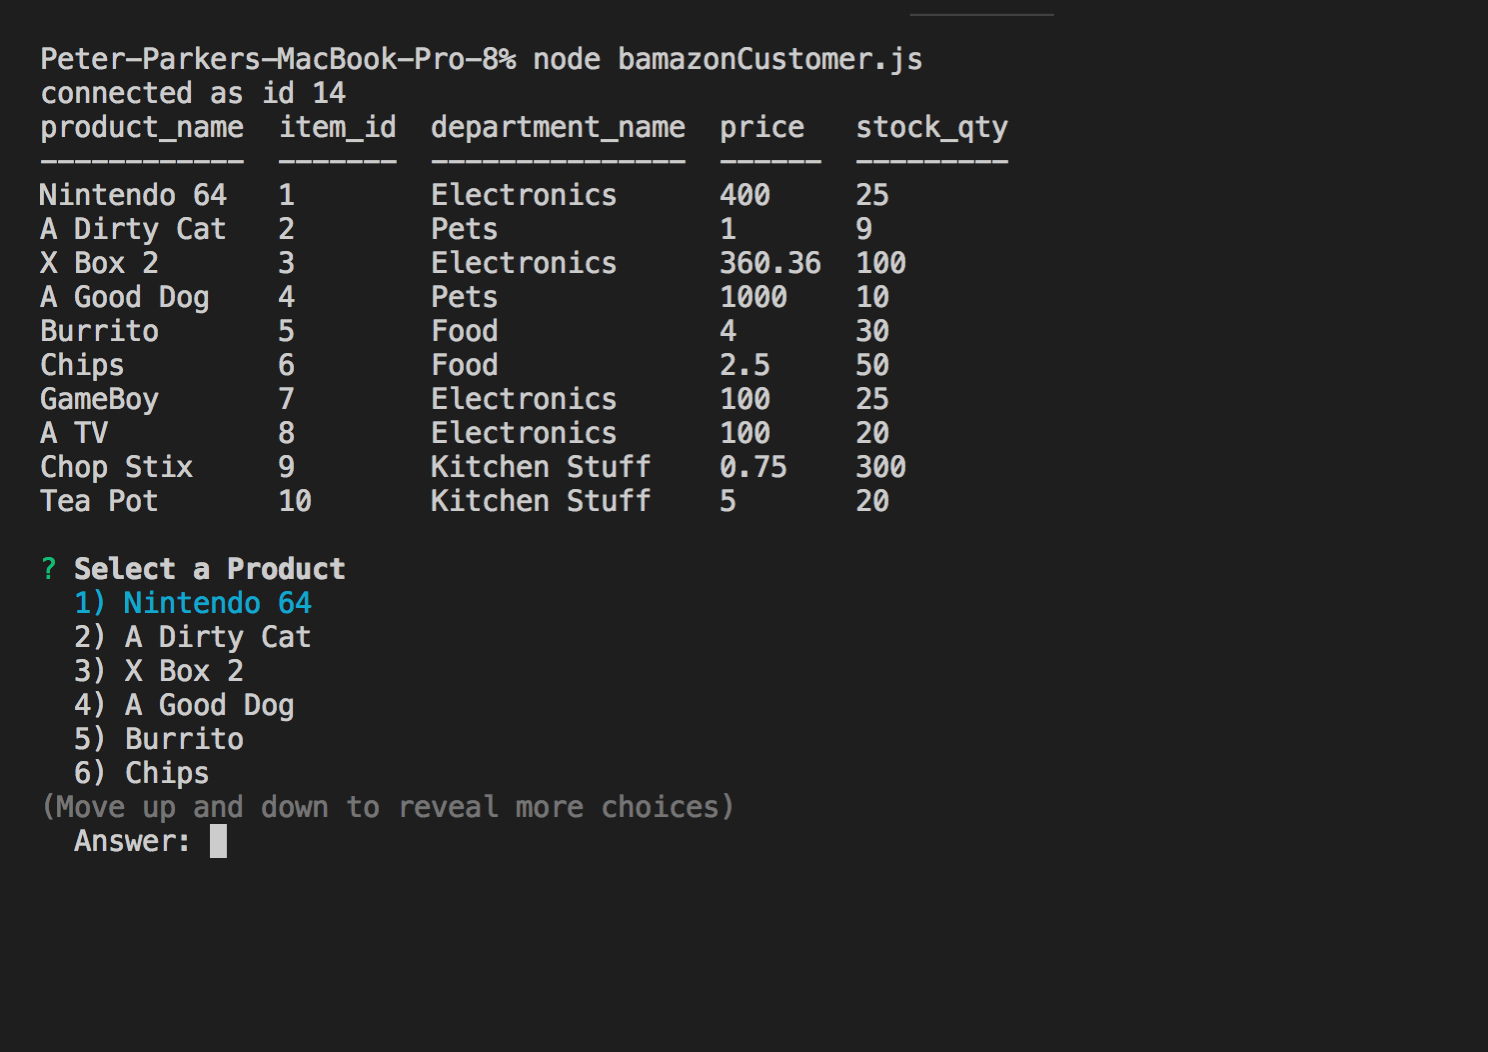 Peter-Parkers-MacBook-Pro-8% node bamazonCustomer.js
connected as id 14
product_name  item_id  department_name  price   stock_qty
------------  -------  ---------------  ------  ---------
Nintendo 64   1        Electronics      400     25
A Dirty Cat   2        Pets             1       9
X Box 2       3        Electronics      360.36  100
A Good Dog    4        Pets             1000    10
Burrito       5        Food             4       30
Chips         6        Food             2.5     50
GameBoy       7        Electronics      100     25
A TV          8        Electronics      100     20
Chop Stix     9        Kitchen Stuff    0.75    300
Tea Pot       10       Kitchen Stuff    5       20
? Select a Product
  1) Nintendo 64
  2) A Dirty Cat
  3) X Box 2
  4) A Good Dog
  5) Burrito
  6) Chips
(Move up and down to reveal more choices)
  Answer: